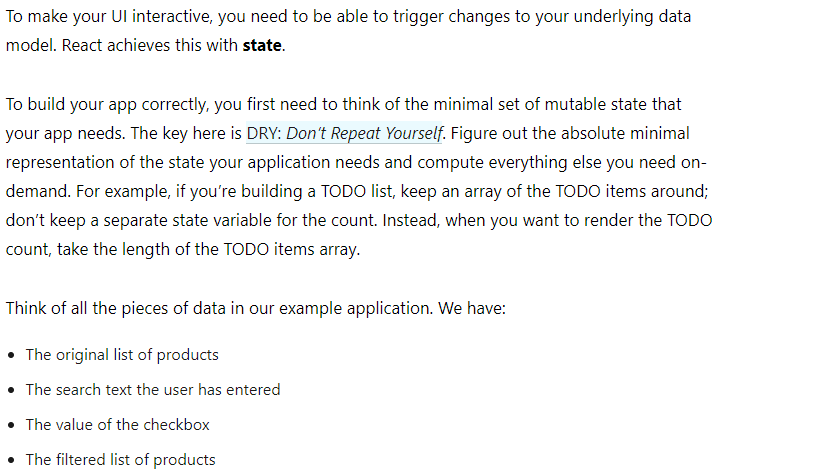 To make your UI interactive, you need to be able to trigger changes to your underlying data
model. React achieves this with state.
To build your app correctly, you first need to think of the minimal set of mutable state that
your app needs. The key here is DRY: Don’t Repeat Yourself. Figure out the absolute minimal
representation of the state your application needs and compute everything else you need on-
demand. For example, if you’re building a TODO list, keep an array of the TODO items around;
don’t keep a separate state variable for the count. Instead, when you want to render the TODO
count, take the length of the TODO items array.
Think of all the pieces of data in our example application. We have:
• The original list of products
• The search text the user has entered
• The value of the checkbox
• The filtered list of products